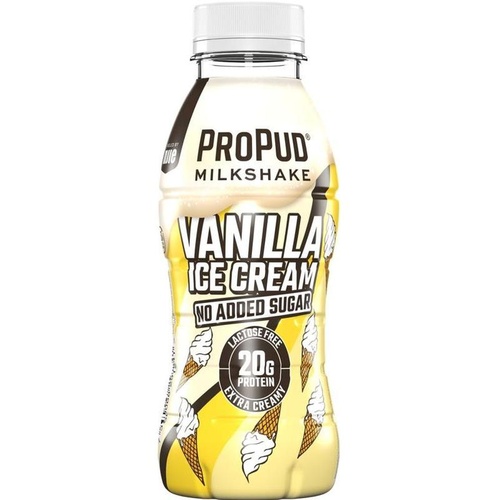 PROPUD®
MILKSHAKE
VANILLA
ICE CREAM
NO ADDED SUGAR
LACTOSE FREE
20G
PROTEIN
EXTRA CREAMY